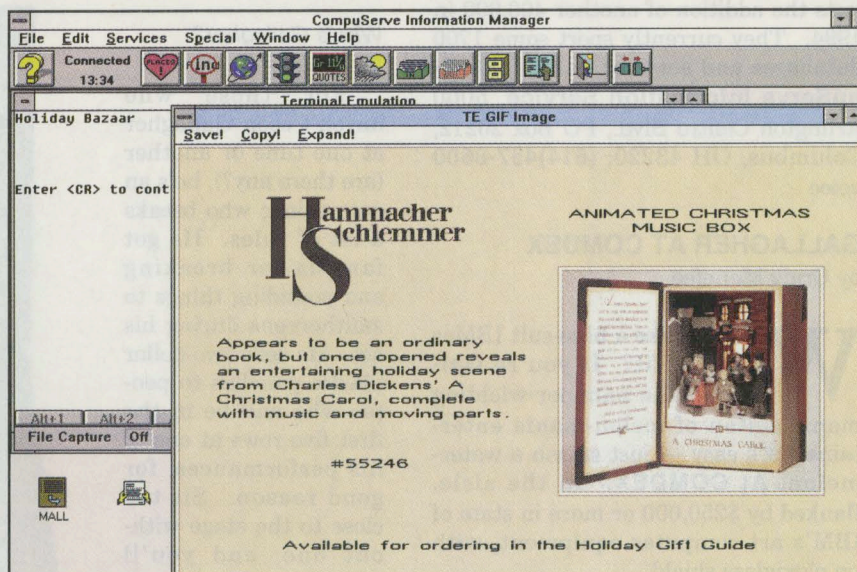 CompuServe Information Manager
File Edit Services Special Window Help
Connected
13:34
PLACES!
QUOTES
Terminal Emulation
Holiday Bazaar
Enter <CR> to cont
TE GIF Image
Save! Copy! Expand!
Hammacher
Schlemmer
ANIMATED CHRISTMAS
MUSIC BOX
Appears to be an ordinary
book, but once opened reveals
an entertaining holiday scene
from Charles Dickens' A
Christmas Carol, complete
with music and moving parts.
A CHRISTMAS CAROL
#55246
Available for ordering in the Holiday Gift Guide
Alt+1 Alt+2
File Capture Off
MALL